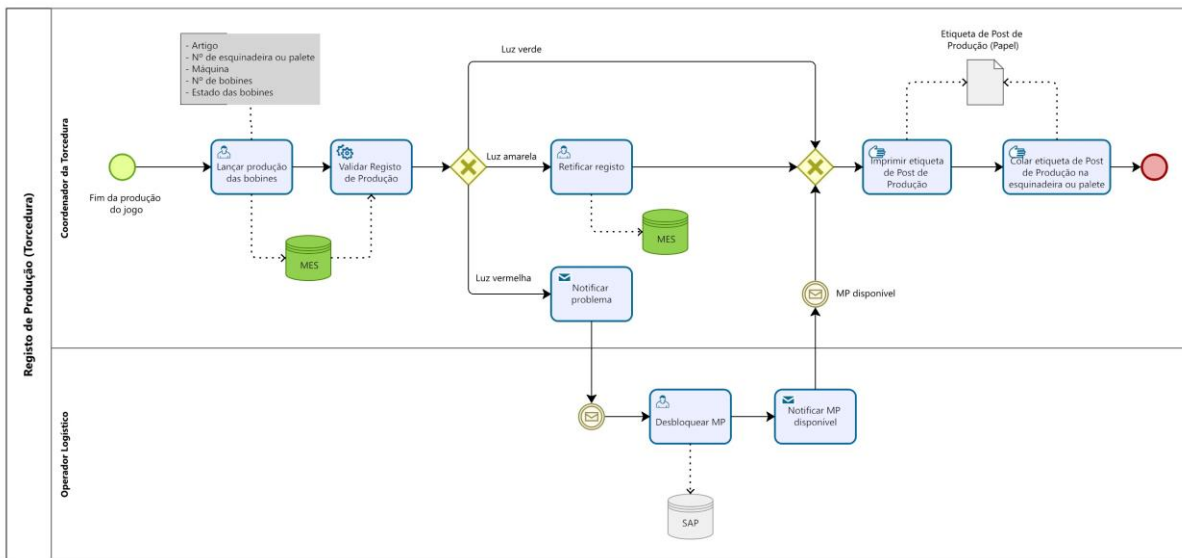 Registo de Produção (Torcedura)
Coordenador da Torcedura
- Artigo
- Nº de esquinadeira ou palete
- Máquina
- Nº de bobines
- Estado das bobines
Luz verde
Etiqueta de Post de
Produção (Papel)
Fim da produção
do jogo
Lançar produção
das bobines
Validar Registo
de Produção
Luz amarela
Retificar registo
Imprimir etiqueta
de Post de
Produção
Colar etiqueta de Post
de Produção na
esquinadeira ou palete
MES
MES
Luz vermelha
Notificar
problema
MP disponível
Operador Logístico
Desbloquear MP
Notificar MP
disponível
SAP